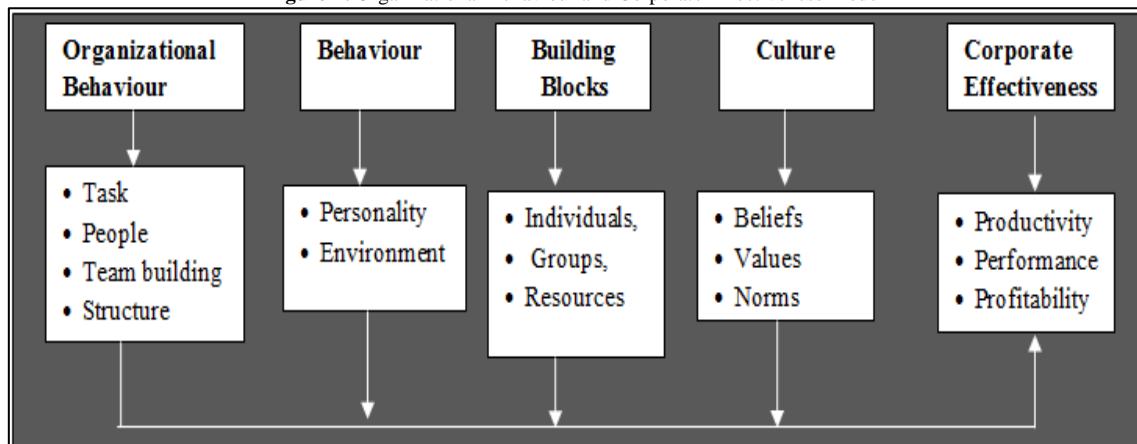 Organizational
Behaviour
Behaviour
Building
Blocks
Culture
Corporate
Effectiveness
• Task
• People
• Team building
• Structure
• Personality
• Environment
• Individuals,
• Groups,
• Resources
• Beliefs
• Values
• Norms
• Productivity
• Performance
• Profitability